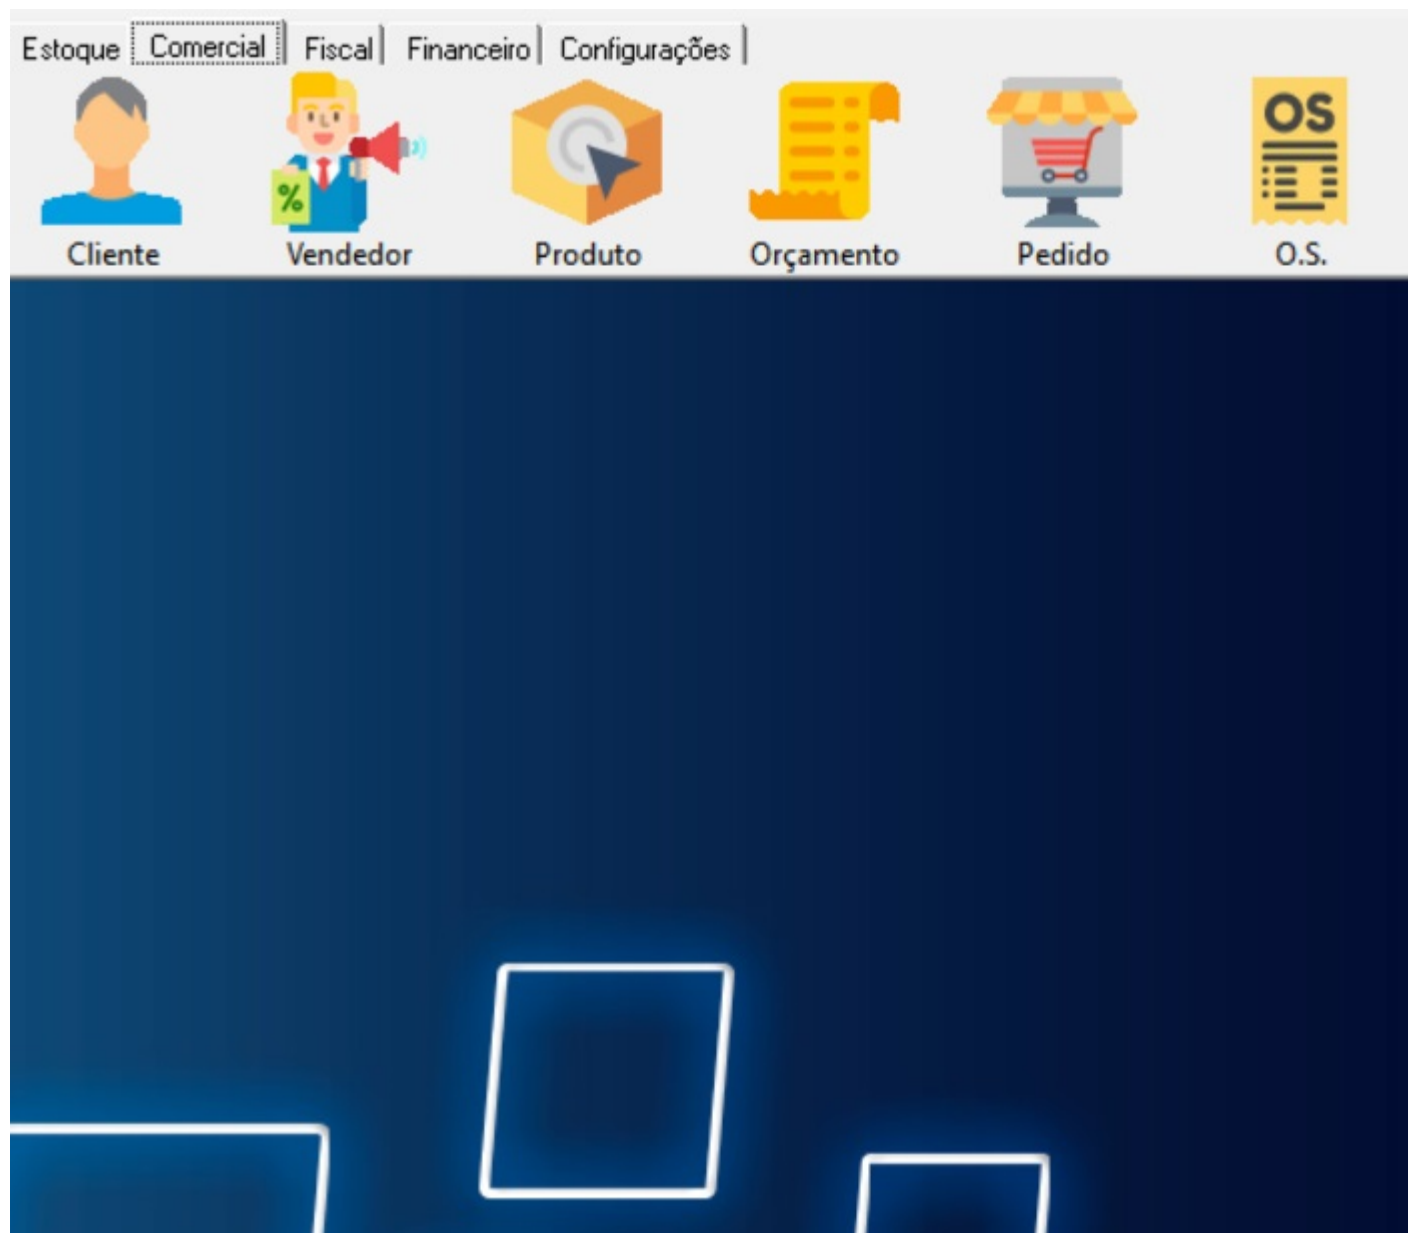 Estoque Comercial Fiscal Financeiro Configurações
%
OS
Cliente Vendedor Produto Orçamento Pedido O.S.